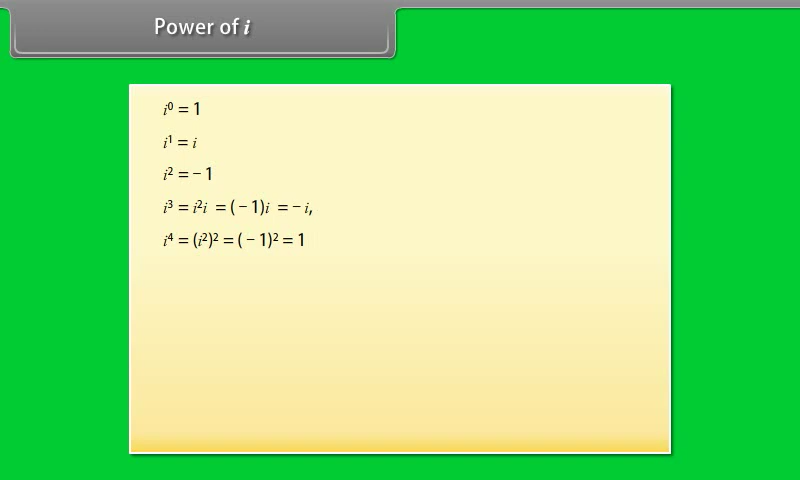 Power of i
i⁰ = 1
i¹ = i
i² = – 1
i³ = i²i = ( – 1)i = – i,
i⁴ = (i²)² = ( – 1)² = 1